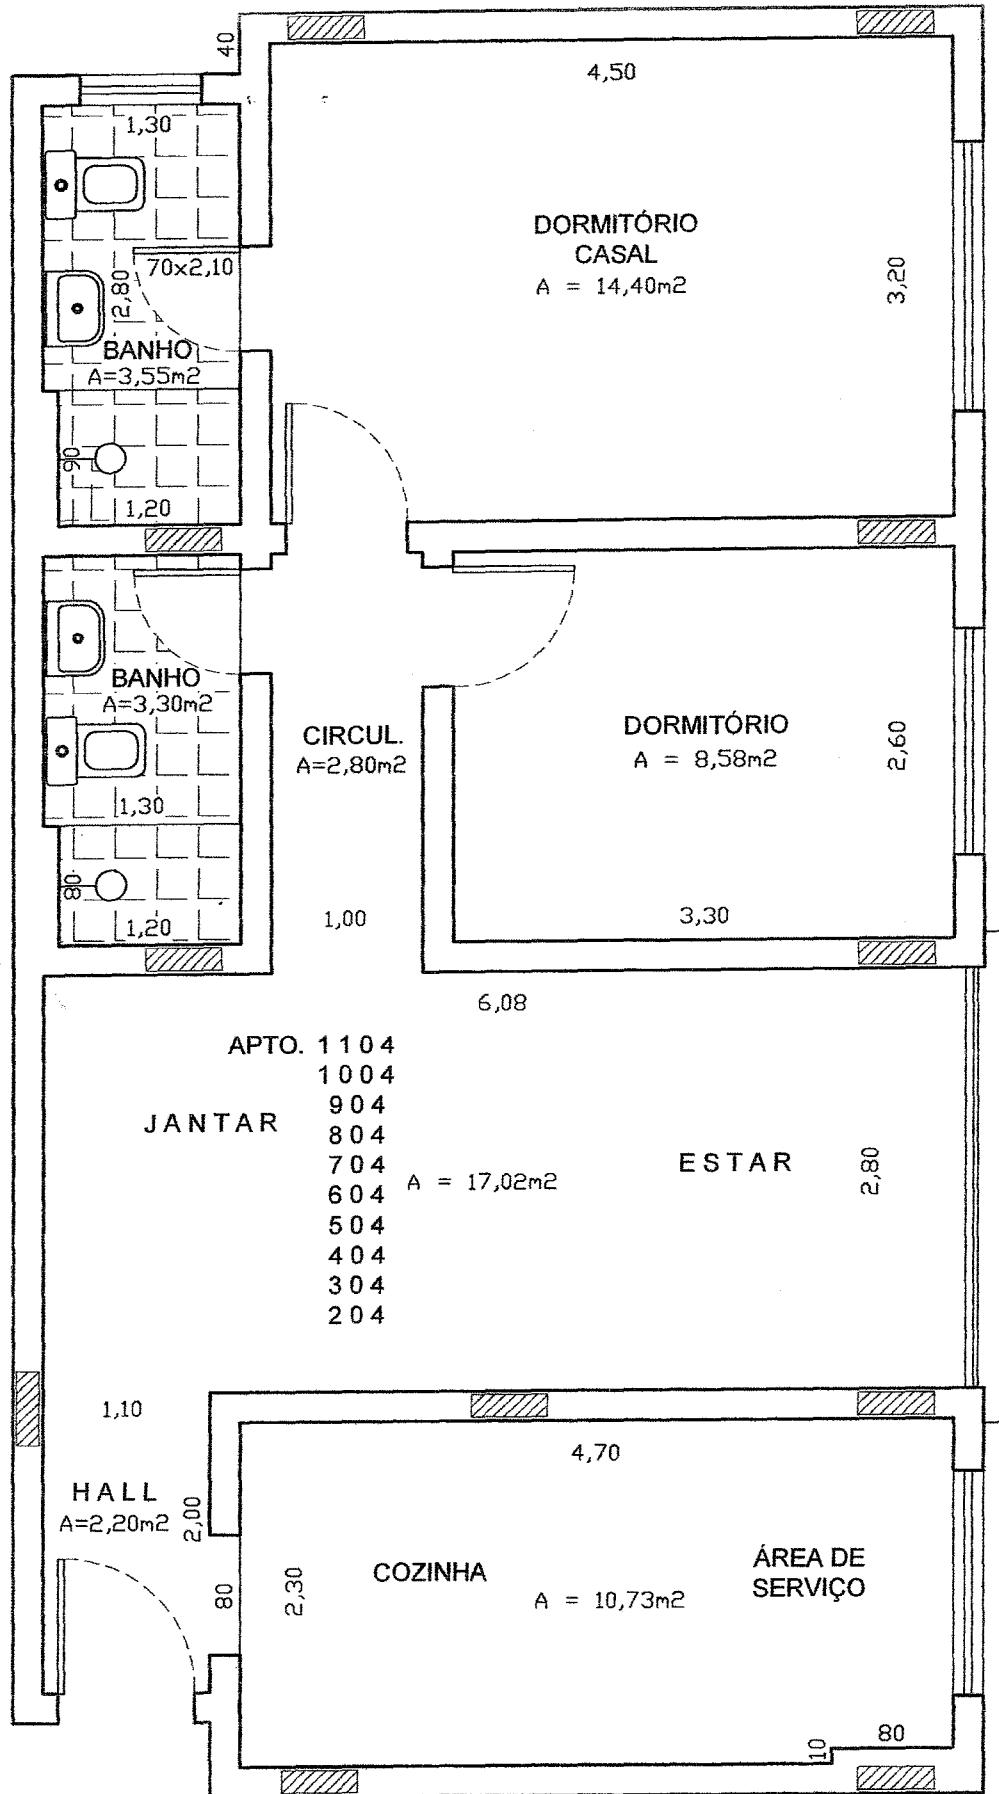 40
4,50
1,30
DORMITÓRIO
CASAL
A = 14,40m2
3,20
70x2,10
2,80
BANHO
A=3,55m2
90
1,20
BANHO
A=3,30m2
CIRCUL.
A=2,80m2
DORMITÓRIO
A = 8,58m2
2,60
1,30
80
1,20
1,00
3,30
6,08
APTO. 1104
1004
904
804
704
604
504
404
304
204
JANTAR
A = 17,02m2
ESTAR
2,80
1,10
4,70
HALL
A=2,20m2
2,00
80
2,30
COZINHA
A = 10,73m2
ÁREA DE
SERVIÇO
10
80